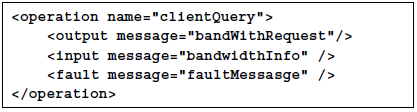 <operation name="clientQuery">
<output message="bandWithRequest"/>
<input message="bandwidthInfo" />
<fault message="faultMessasge" />
</operation>